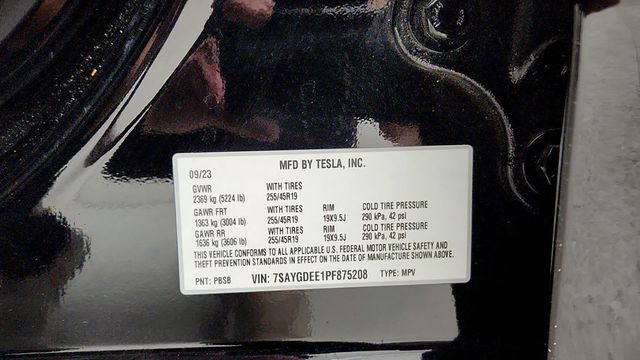 MFD BY TESLA, INC.
09/23
GVWR WITH TIRES
2369 kg (5224 lb) 255/45R19
GAWR FRT WITH TIRES RIM COLD TIRE PRESSURE
1363 kg (3004 lb) 255/45R19 19X9.5J 290 kPa, 42 psi
GAWR RR WITH TIRES RIM COLD TIRE PRESSURE
1636 kg (3606 lb) 255/45R19 19X9.5J 290 kPa, 42 psi
THIS VEHICLE CONFORMS TO ALL APPLICABLE U.S. FEDERAL MOTOR VEHICLE SAFETY AND
THEFT PREVENTION STANDARDS IN EFFECT ON THE DATE OF MANUFACTURE SHOWN ABOVE.
PNT: PBSB VIN: 7SAYGDEE1PF875208 TYPE: MPV